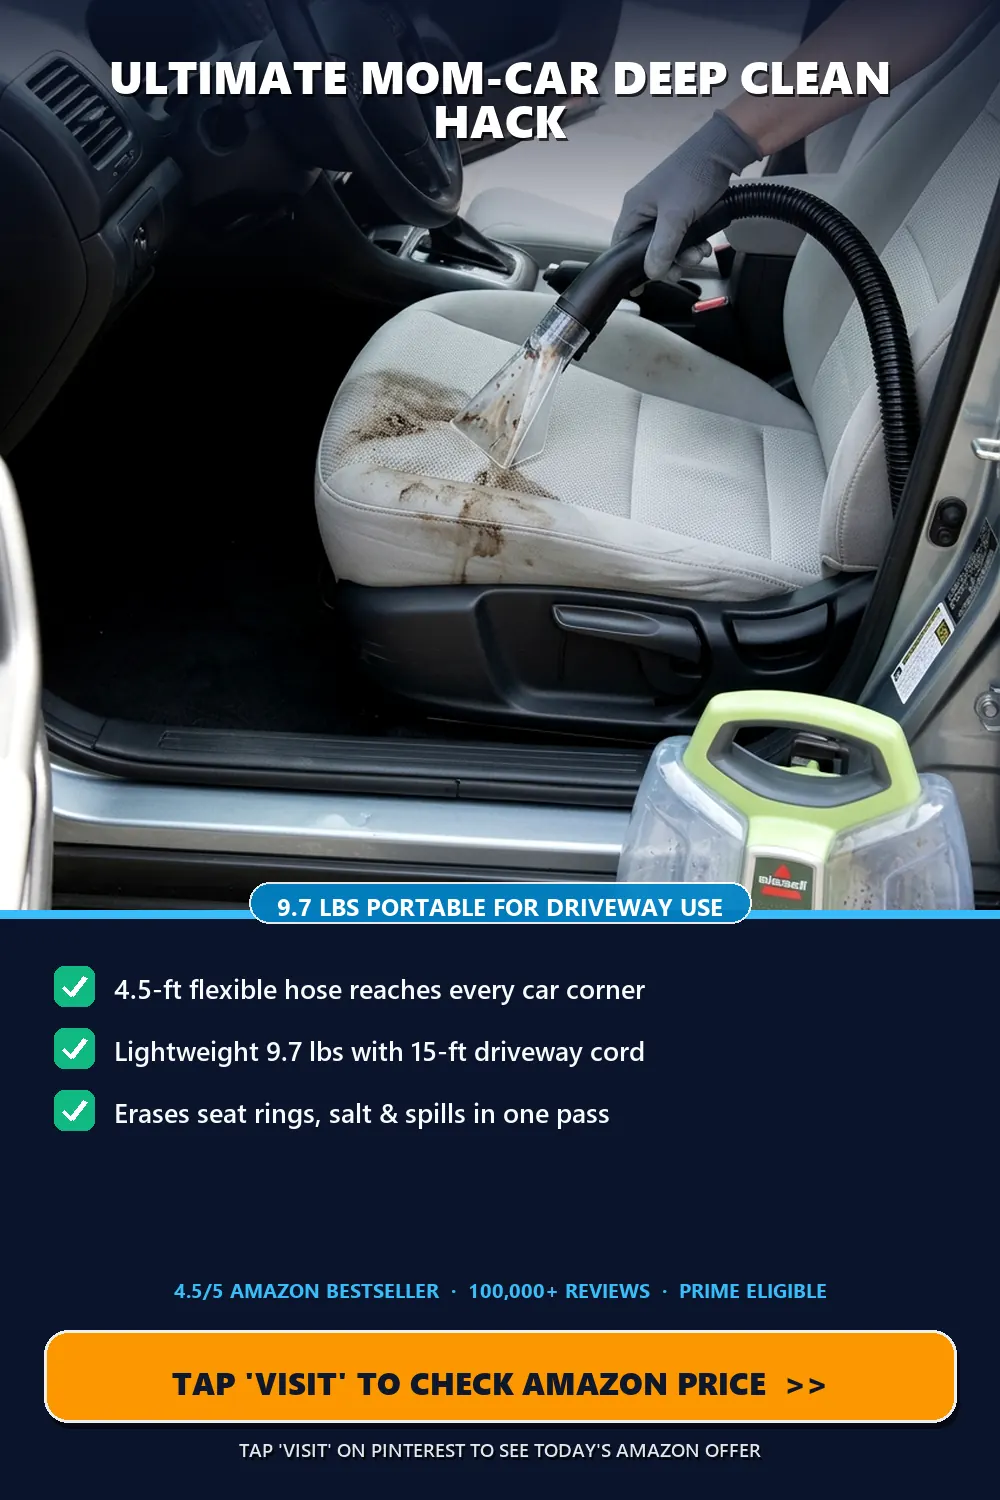 ULTIMATE MOM-CAR DEEP CLEAN
HACK
9.7 LBS PORTABLE FOR DRIVEWAY USE
4.5-ft flexible hose reaches every car corner
Lightweight 9.7 lbs with 15-ft driveway cord
Erases seat rings, salt & spills in one pass
4.5/5 AMAZON BESTSELLER · 100,000+ REVIEWS · PRIME ELIGIBLE
TAP 'VISIT' TO CHECK AMAZON PRICE >>
TAP 'VISIT' ON PINTEREST TO SEE TODAY'S AMAZON OFFER